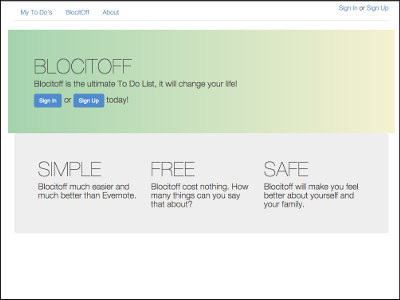 My To Do's BlocitOff About Sign In or Sign Up
BLOCITOFF
Blocitoff is the ultimate To Do List, it will change your life!
Sign In or Sign Up today!
SIMPLE
Blocitoff much easier and
much better than Evernote.
FREE
Blocitoff cost nothing. How
many things can you say
that about?
SAFE
Blocitoff will make you feel
better about yourself and
your family.